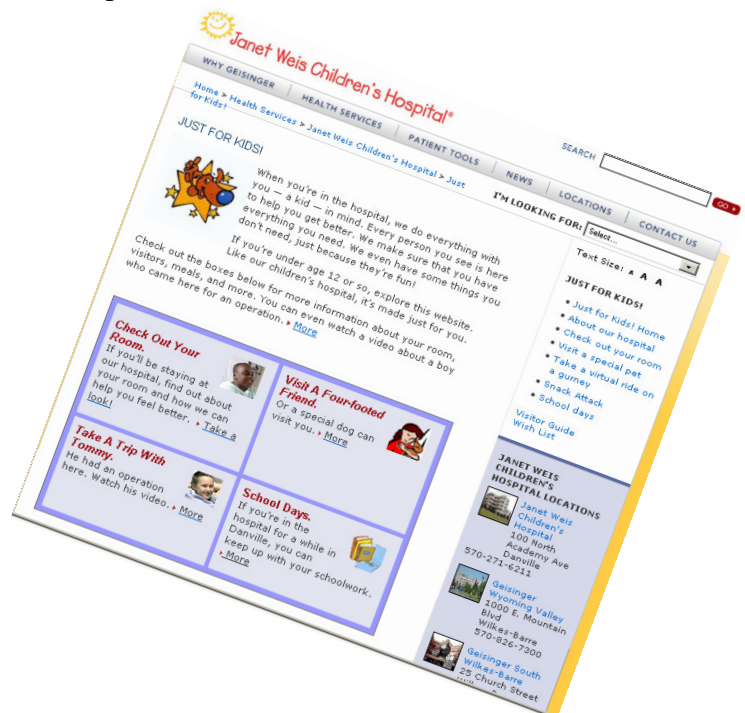 Janet Weis Children's Hospital®
SEARCH
GO
WHY GEISINGER
HEALTH SERVICES
PATIENT TOOLS
NEWS
LOCATIONS
CONTACT US
Home > Health Services > Janet Weis Children's Hospital > Just
for Kids!
I'M LOOKING FOR:
Select...
Text Size: A A A
JUST FOR KIDS!
When you're in the hospital, we do everything with
you — a kid — in mind. Every person you see is here
to help you get better. We make sure that you have
everything you need. We even have some things you
don't need, just because they're fun!
If you're under age 12 or so, explore this website.
Like our children's hospital, it's made just for you.
Check out the boxes below for more information about your room,
visitors, meals, and more. You can even watch a video about a boy
who came here for an operation. More
Check Out Your
Room.
If you'll be staying at
our hospital, find out about
your room and how we can
help you feel better. Take a
look!
Visit A Four-footed
Friend.
Or a special dog can
visit you. More
Take A Trip With
Tommy.
He had an operation
here. Watch his video. More
School Days.
If you're in the
hospital for a while in
Danville, you can
keep up with your schoolwork.
More
JUST FOR KIDS!
Just for Kids! Home
About our hospital
Check out your room
Visit a special pet
Take a virtual ride on
a gurney
Snack Attack
School days
Visitor Guide
Wish List
JANET WEIS
CHILDREN'S
HOSPITAL LOCATIONS
Janet Weis
Children's
Hospital
100 North
Academy Ave
Danville
570-271-6211
Geisinger
Wyoming Valley
1000 E. Mountain
Blvd
Wilkes-Barre
570-826-7300
Geisinger South
Wilkes-Barre
25 Church Street